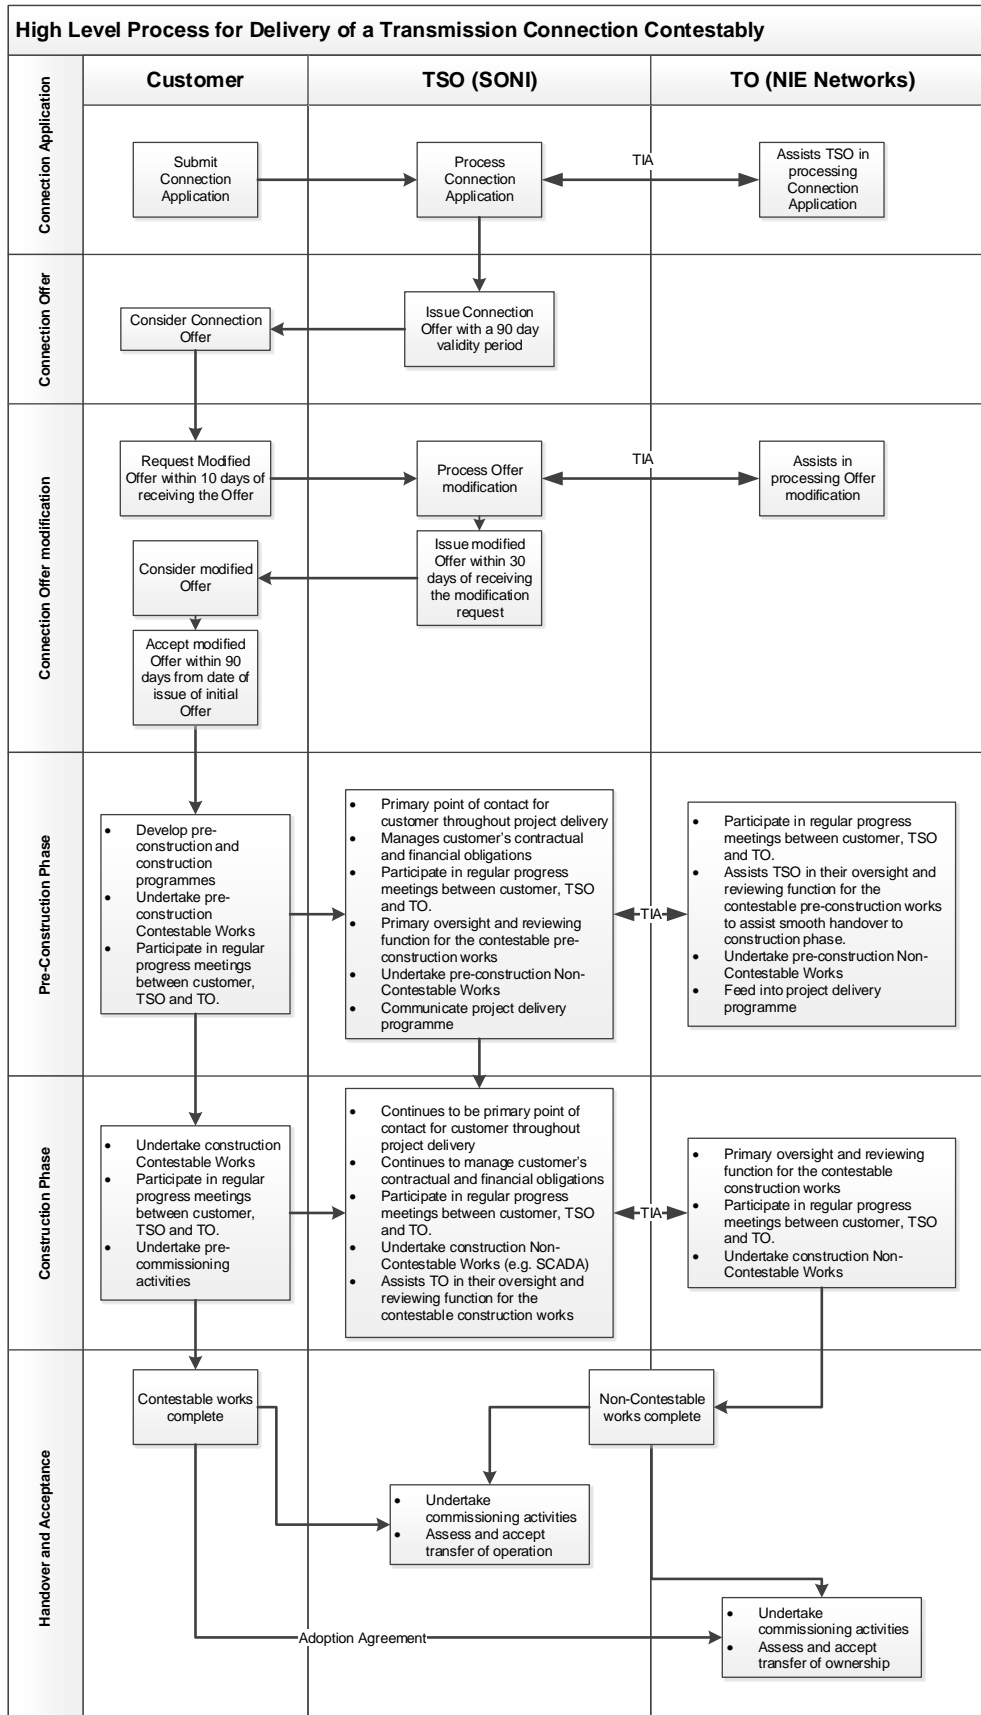 High Level Process for Delivery of a Transmission Connection Contestably
Customer
TSO (SONI)
TO (NIE Networks)
Connection Application
Submit
Connection
Application
Process
Connection
Application
TIA
Assists TSO in
processing
Connection
Application
Connection Offer
Consider Connection
Offer
Issue Connection
Offer with a 90 day
validity period
Connection Offer modification
Request Modified
Offer within 10 days of
receiving the Offer
Process Offer
modification
TIA
Assists in
processing Offer
modification
Issue modified
Offer within 30
days of receiving
the modification
request
Consider modified
Offer
Accept modified
Offer within 90
days from date of
issue of initial
Offer
Pre-Construction Phase
• Develop pre-
construction and
construction
programmes
• Undertake pre-
construction
Contestable Works
• Participate in regular
progress meetings
between customer,
TSO and TO.
• Primary point of contact for
customer throughout project delivery
• Manages customer's contractual
and financial obligations
• Participate in regular progress
meetings between customer, TSO
and TO.
• Primary oversight and reviewing
function for the contestable pre-
construction works
• Undertake pre-construction Non-
Contestable Works
• Communicate project delivery
programme
TIA
• Participate in regular progress
meetings between customer, TSO
and TO.
• Assists TSO in their oversight and
reviewing function for the
contestable pre-construction works
to assist smooth handover to
construction phase.
• Undertake pre-construction Non-
Contestable Works
• Feed into project delivery
programme
Construction Phase
• Undertake construction
Contestable Works
• Participate in regular
progress meetings
between customer,
TSO and TO.
• Undertake pre-
commissioning
activities
• Continues to be primary point of
contact for customer throughout
project delivery
• Continues to manage customer's
contractual and financial obligations
• Participate in regular progress
meetings between customer, TSO
and TO.
• Undertake construction Non-
Contestable Works (e.g. SCADA)
• Assists TO in their oversight and
reviewing function for the
contestable construction works
TIA
• Primary oversight and reviewing
function for the contestable
construction works
• Participate in regular progress
meetings between customer, TSO
and TO.
• Undertake construction Non-
Contestable Works
Handover and Acceptance
Contestable works
complete
Non-Contestable
works complete
• Undertake
commissioning activities
• Assess and accept
transfer of operation
Adoption Agreement
• Undertake
commissioning activities
• Assess and accept
transfer of ownership